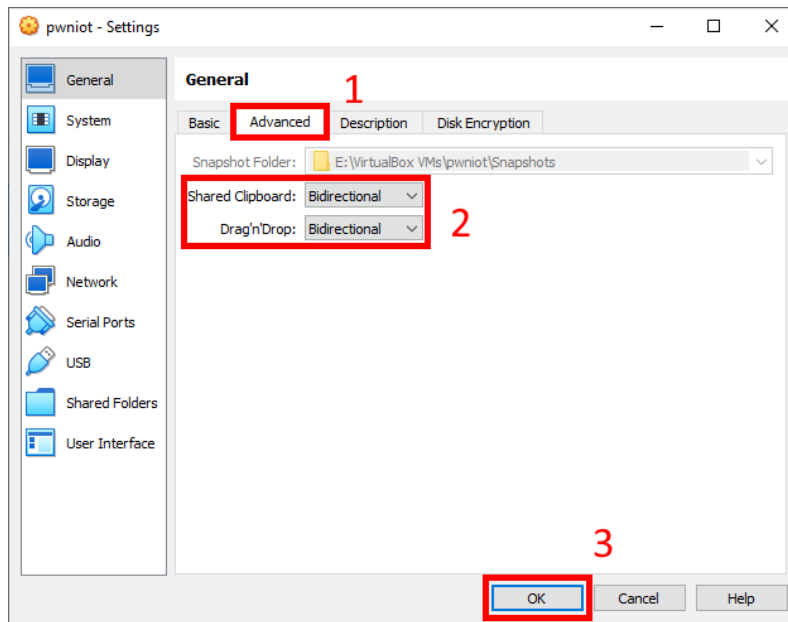 pwniot - Settings
General
System
Display
Storage
Audio
Network
Serial Ports
USB
Shared Folders
User Interface
General
1
Basic Advanced Description Disk Encryption
Snapshot Folder: E:\VirtualBox VMs\pwniot\Snapshots
Shared Clipboard: Bidirectional
Drag'n'Drop: Bidirectional
2
3
OK Cancel Help